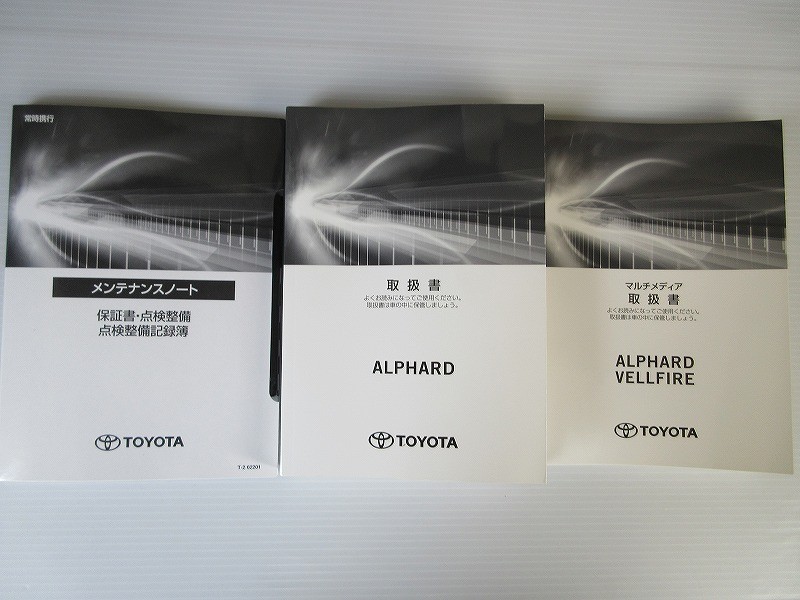 常時携行
メンテナンスノート
保証書・点検整備
点検整備記録簿
TOYOTA
T-2 02201
取扱書
よくお読みになってご使用ください。
取扱書は車の中に保管しましょう。
ALPHARD
TOYOTA
マルチメディア
取扱書
よくお読みになってご使用ください。
取扱書は車の中に保管しましょう。
ALPHARD
VELLFIRE
TOYOTA